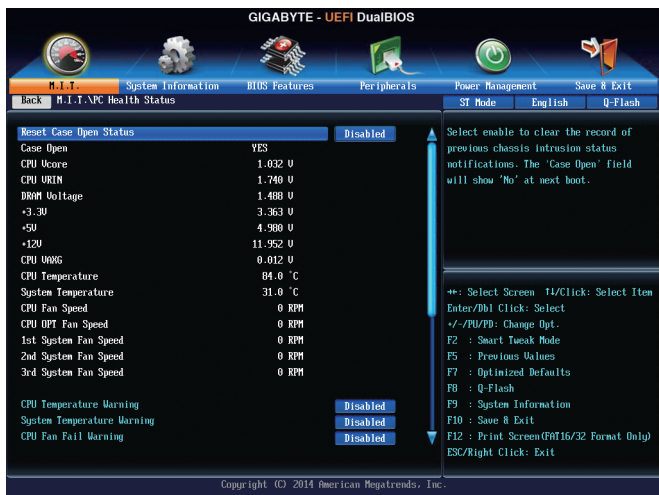 GIGABYTE - UEFI DualBIOS
M.I.T. System Information BIOS Features Peripherals Power Management Save & Exit
Back M.I.T.\PC Health Status ST Mode English Q-Flash
Reset Case Open Status Disabled
Case Open YES
CPU Vcore 1.032 V
CPU VRIN 1.740 V
DRAM Voltage 1.488 V
+3.3V 3.363 V
+5V 4.980 V
+12V 11.952 V
CPU VAXG 0.012 V
CPU Temperature 84.0 °C
System Temperature 31.0 °C
CPU Fan Speed 0 RPM
CPU OPT Fan Speed 0 RPM
1st System Fan Speed 0 RPM
2nd System Fan Speed 0 RPM
3rd System Fan Speed 0 RPM
CPU Temperature Warning Disabled
System Temperature Warning Disabled
CPU Fan Fail Warning Disabled
Select enable to clear the record of
previous chassis intrusion status
notifications. The 'Case Open' field
will show 'No' at next boot.
→←: Select Screen ↑↓/Click: Select Item
Enter/Dbl Click: Select
+/-/PU/PD: Change Opt.
F2 : Smart Tweak Mode
F5 : Previous Values
F7 : Optimized Defaults
F8 : Q-Flash
F9 : System Information
F10 : Save & Exit
F12 : Print Screen(FAT16/32 Format Only)
ESC/Right Click: Exit
Copyright (C) 2014 American Megatrends, Inc.